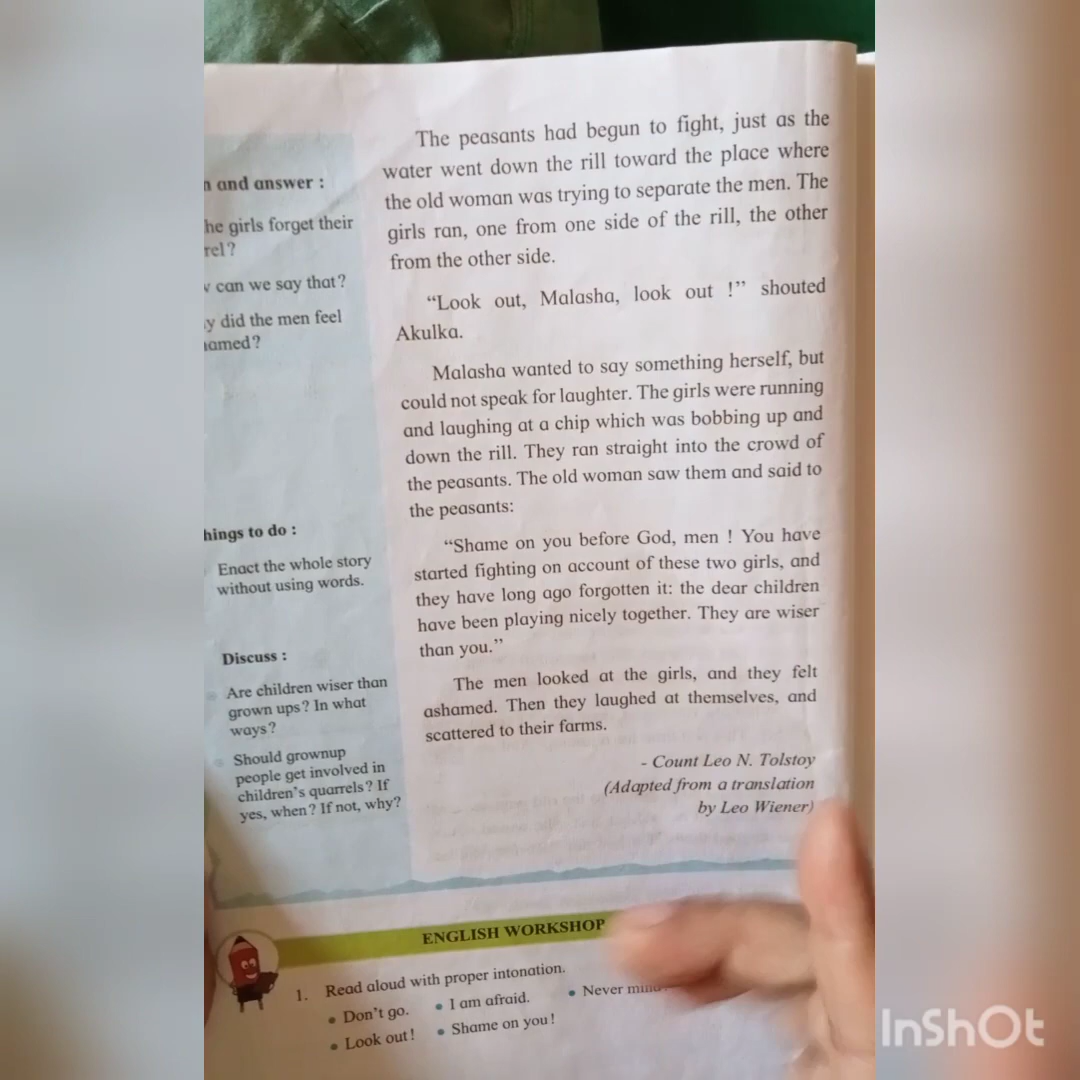 n and answer :
he girls forget their
rel?
can we say that?
y did the men feel
amed?
hings to do :
Enact the whole story
without using words.
Discuss :
Are children wiser than
grown ups? In what
ways?
Should grownup
people get involved in
children's quarrels? If
yes, when? If not, why?
The peasants had begun to fight, just as the
water went down the rill toward the place where
the old woman was trying to separate the men. The
girls ran, one from one side of the rill, the other
from the other side.
“Look out, Malasha, look out !” shouted
Akulka.
Malasha wanted to say something herself, but
could not speak for laughter. The girls were running
and laughing at a chip which was bobbing up and
down the rill. They ran straight into the crowd of
the peasants. The old woman saw them and said to
the peasants:
“Shame on you before God, men ! You have
started fighting on account of these two girls, and
they have long ago forgotten it: the dear children
have been playing nicely together. They are wiser
than you.”
The men looked at the girls, and they felt
ashamed. Then they laughed at themselves, and
scattered to their farms.
- Count Leo N. Tolstoy
(Adapted from a translation
by Leo Wiener)
ENGLISH WORKSHOP
1. Read aloud with proper intonation.
• Don't go. • I am afraid. • Never
• Look out! • Shame on you!
InShOt